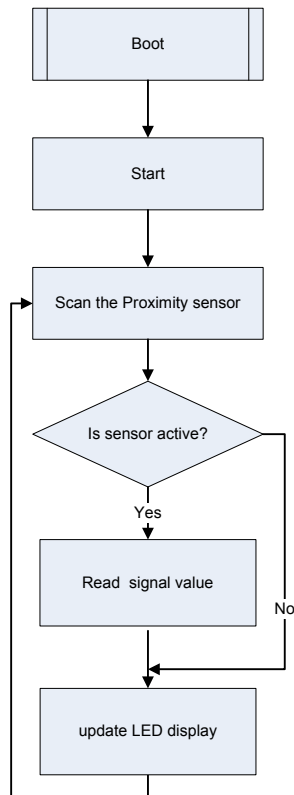 Boot
Start
Scan the Proximity sensor
Is sensor active?
Yes
Read  signal value
No
update LED display